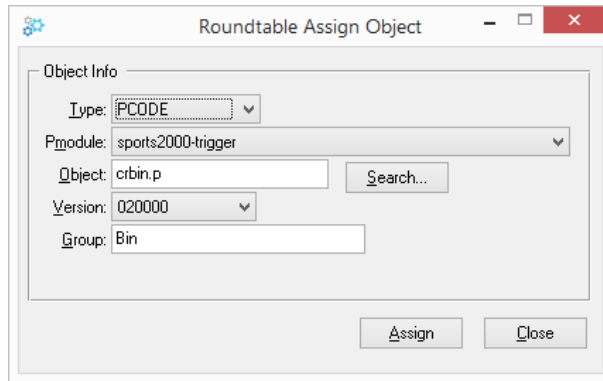 Roundtable Assign Object
Object Info
Type: PCODE
Pmodule: sports2000-trigger
Object: crbin.p Search...
Version: 020000
Group: Bin
Assign Close